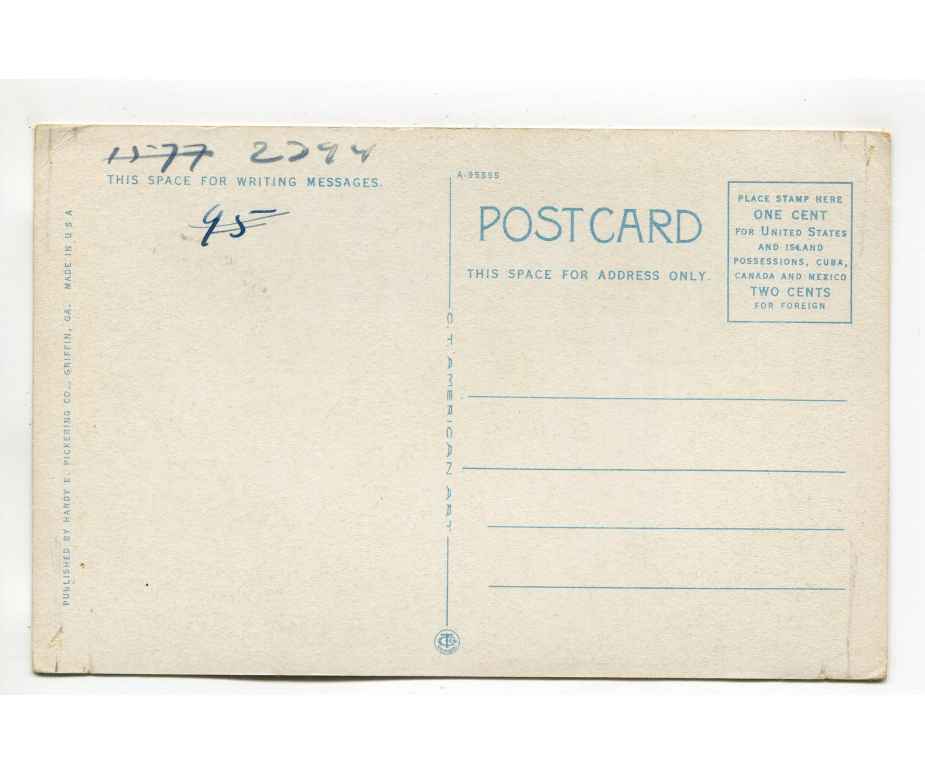 1577 2294
THIS SPACE FOR WRITING MESSAGES.
95
PUBLISHED BY HARDY E. PICKERING CO., GRIFFIN, GA. MADE IN U S A
C. T. AMERICAN ART
A-95595
POSTCARD
THIS SPACE FOR ADDRESS ONLY.
PLACE STAMP HERE
ONE CENT
FOR UNITED STATES
AND ISLAND
POSSESSIONS, CUBA,
CANADA AND MEXICO
TWO CENTS
FOR FOREIGN